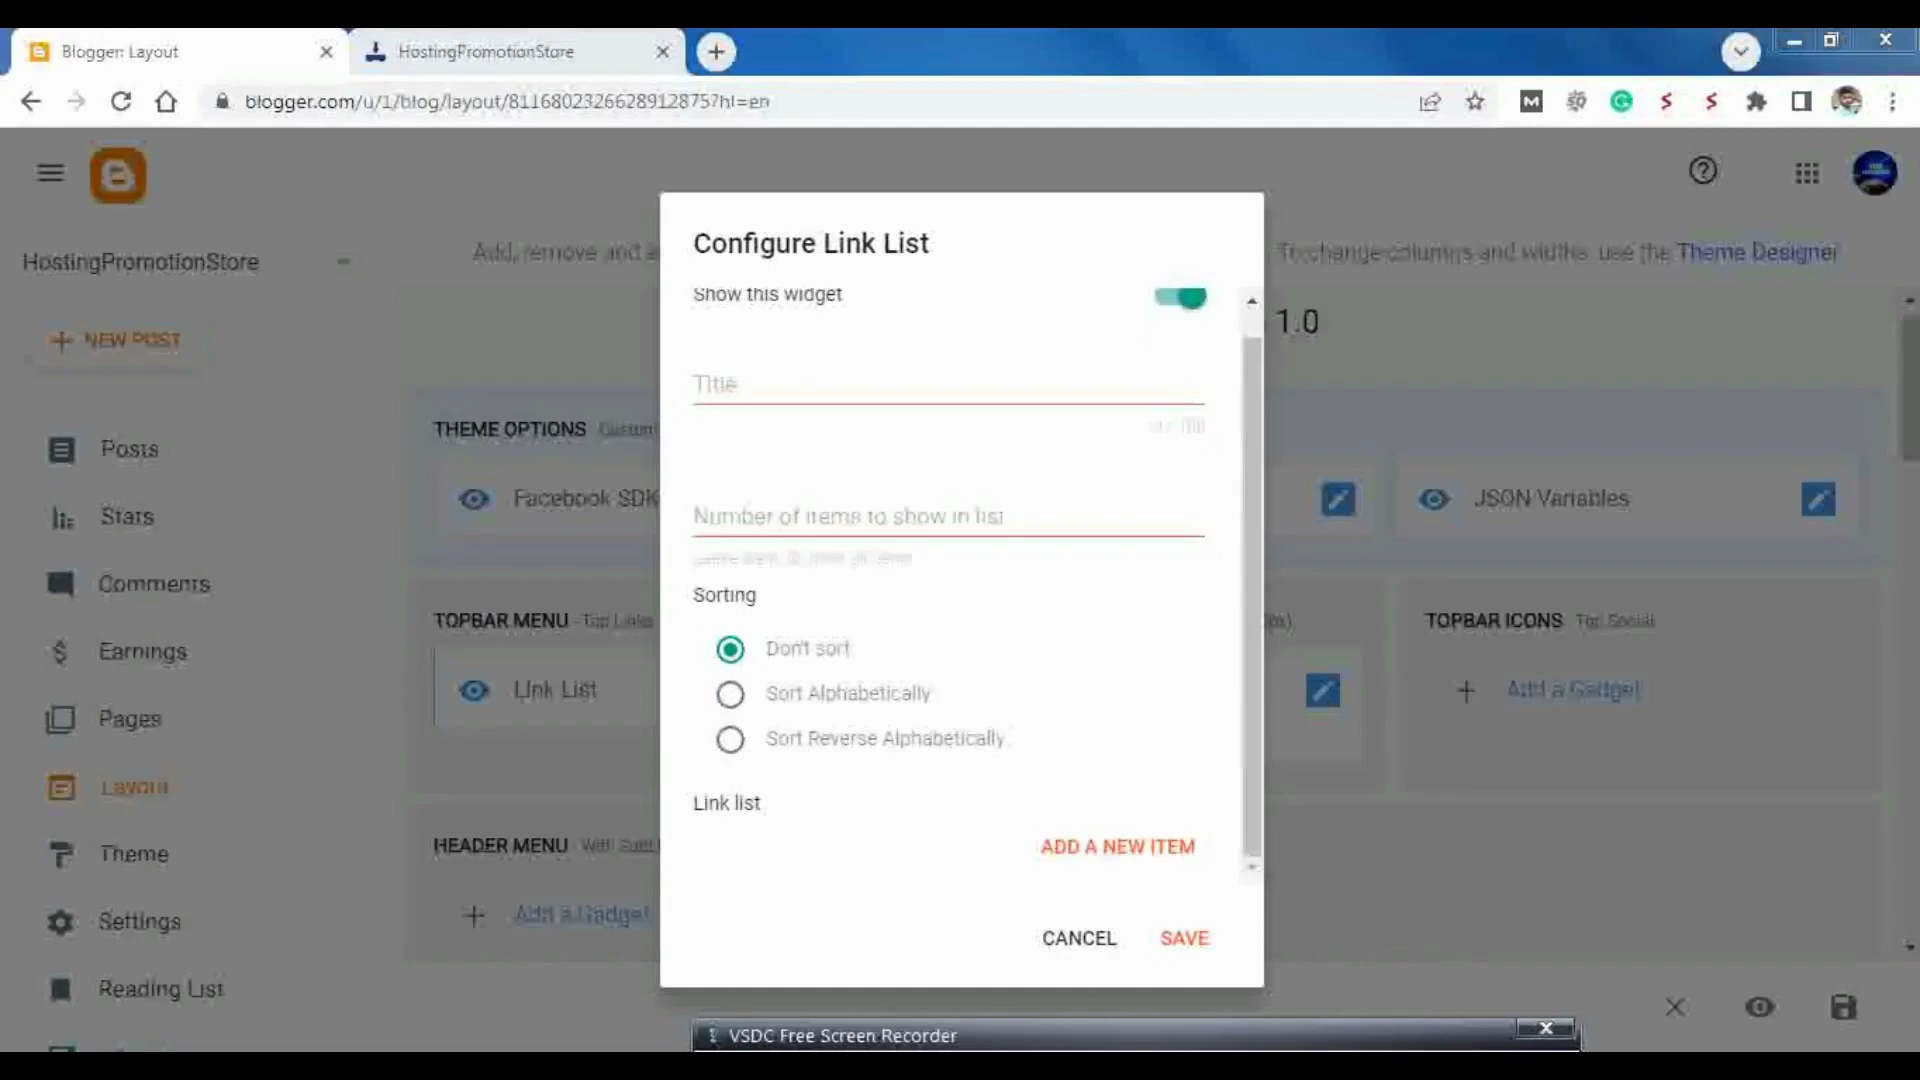 Blogger: Layout
HostingPromotionStore
blogger.com/u/1/blog/layout/8116802326628912875?hl=en
HostingPromotionStore
Add, remove and
To change columns and widths, use the Theme Designer
Configure Link List
Show this widget
1.0
NEW POST
Title
THEME OPTIONS
Posts
Facebook SDK
JSON Variables
Stats
Number of items to show in list
Comments
Sorting
TOPBAR MENU - Top Links
TOPBAR ICONS Top Social
Earnings
Don't sort
Link List
Sort Alphabetically
Add a Gadget
Pages
Sort Reverse Alphabetically
Layout
Link list
Theme
HEADER MENU
ADD A NEW ITEM
Settings
Add a Gadget
CANCEL SAVE
Reading List
VSDC Free Screen Recorder